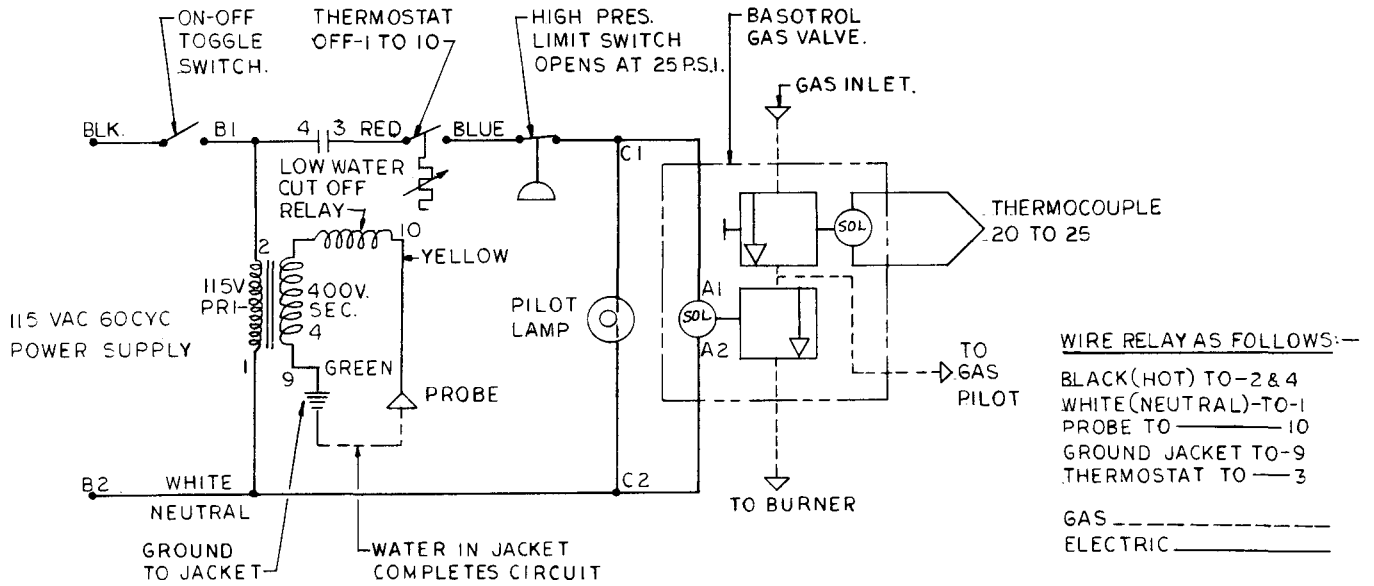 ON-OFF
TOGGLE
SWITCH.
THERMOSTAT
OFF-1 TO 10
HIGH PRES.
LIMIT SWITCH
OPENS AT 25 P.S.I.
BASOTROL
GAS VALVE.
GAS INLET.
BLK.
B1
4
3
RED
BLUE
C1
LOW WATER
CUT OFF
RELAY
10
YELLOW
2
115V
PRI
400V.
SEC.
4
1
9
GREEN
115 VAC 60CYC
POWER SUPPLY
PROBE
PILOT
LAMP
SOL
A1
A2
SOL
THERMOCOUPLE
20 TO 25
TO
GAS
PILOT
B2
WHITE
NEUTRAL
C2
TO BURNER
GROUND
TO JACKET
WATER IN JACKET
COMPLETES CIRCUIT
WIRE RELAY AS FOLLOWS:—
BLACK(HOT) TO-2&4
WHITE(NEUTRAL)-TO-1
PROBE TO ——— 10
GROUND JACKET TO-9
THERMOSTAT TO —— 3
GAS
ELECTRIC